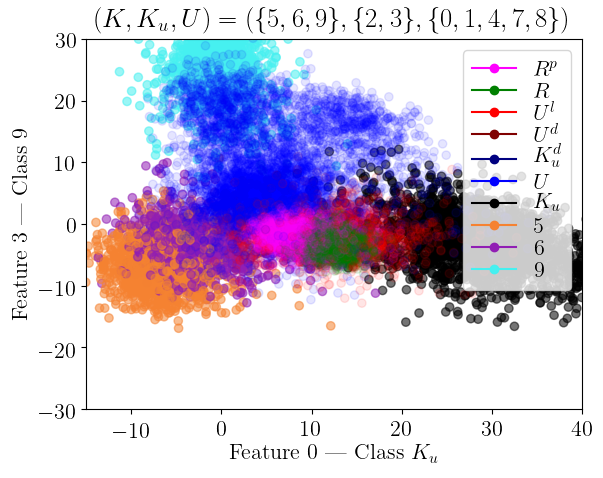 (K, K_u, U) = ({5, 6, 9}, {2, 3}, {0, 1, 4, 7, 8})
Feature 3 — Class 9
30
20
10
0
−10
−20
−30
−10 0 10 20 30 40
Feature 0 — Class K_u
R^p
R
U^l
U^d
K_u^d
U
K_u
5
6
9